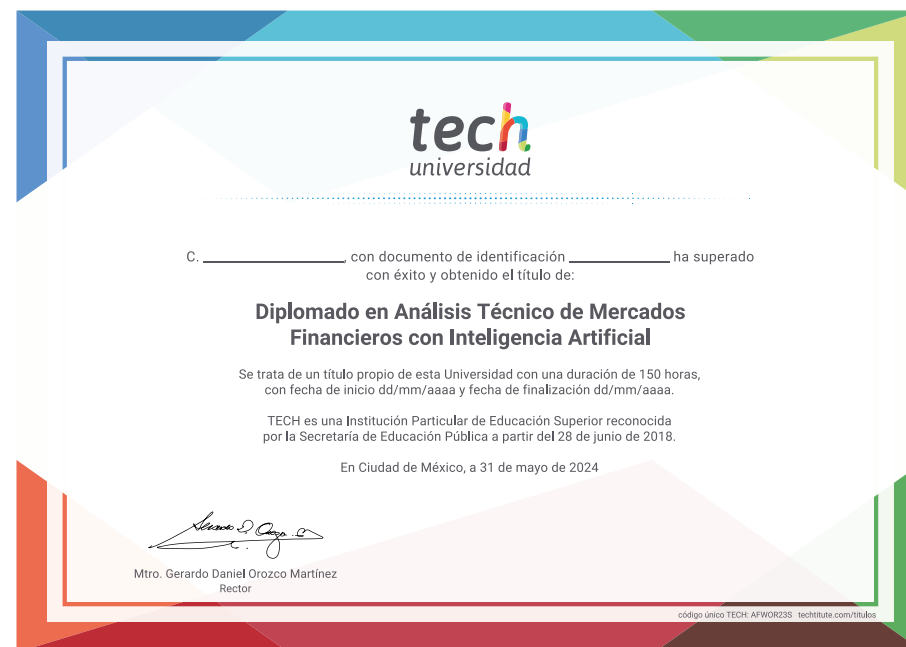 tech
universidad
C. ____________, con documento de identificación ____________ ha superado
con éxito y obtenido el título de:
Diplomado en Análisis Técnico de Mercados
Financieros con Inteligencia Artificial
Se trata de un título propio de esta Universidad con una duración de 150 horas,
con fecha de inicio dd/mm/aaaa y fecha de finalización dd/mm/aaaa.
TECH es una Institución Particular de Educación Superior reconocida
por la Secretaría de Educación Pública a partir del 28 de junio de 2018.
En Ciudad de México, a 31 de mayo de 2024
Mtro. Gerardo Daniel Orozco Martínez
Rector
código único TECH: AFWOR23S techtitute.com/titulos